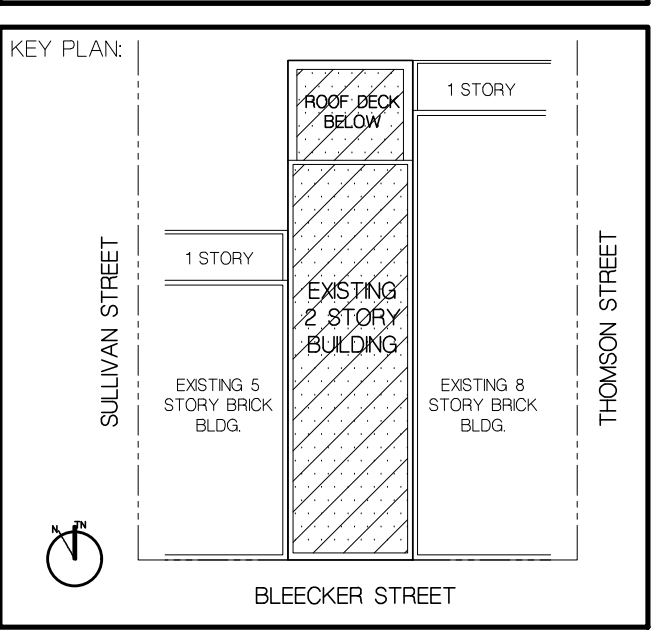 KEY PLAN:
ROOF DECK
BELOW
1 STORY
1 STORY
SULLIVAN STREET
EXISTING
2 STORY
BUILDING
THOMSON STREET
EXISTING 5
STORY BRICK
BLDG.
EXISTING 8
STORY BRICK
BLDG.
N
TN
BLEECKER STREET